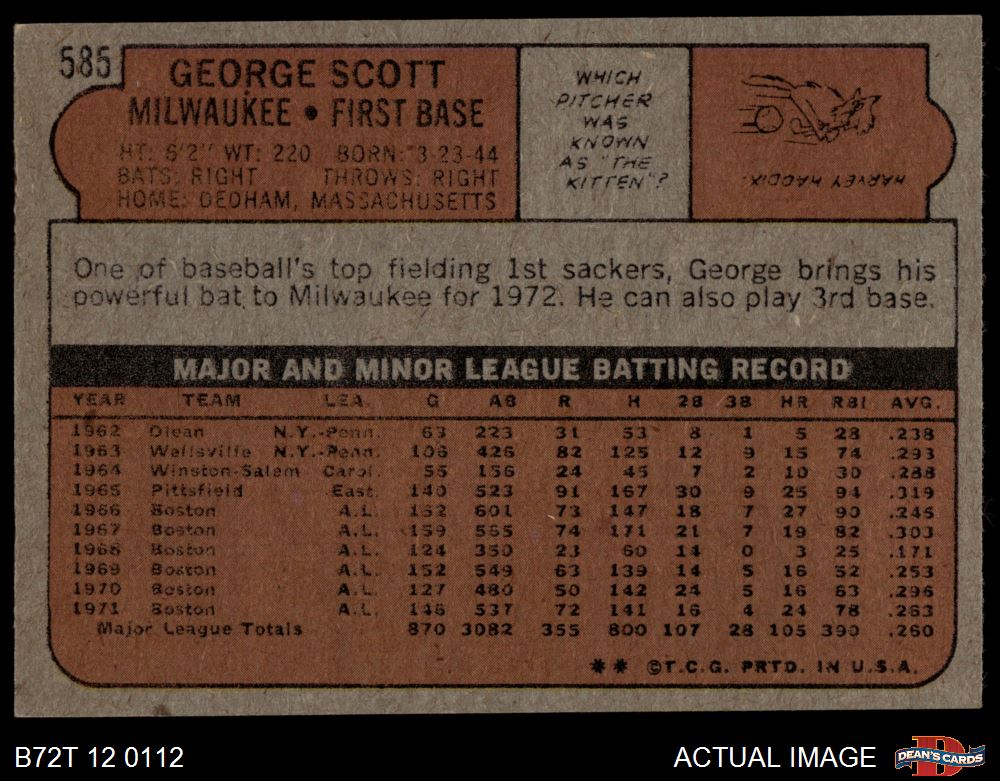 585
GEORGE SCOTT
MILWAUKEE • FIRST BASE
HT: 6'2" WT: 220 BORN: 3-23-44
BATS: RIGHT THROWS: RIGHT
HOME: DEDHAM, MASSACHUSETTS
WHICH
PITCHER
WAS
KNOWN
AS "THE
KITTEN"?
HARVEY HADDIX.
One of baseball's top fielding 1st sackers, George brings his
powerful bat to Milwaukee for 1972. He can also play 3rd base.
MAJOR AND MINOR LEAGUE BATTING RECORD
YEAR TEAM LEA. G AB R H 2B 3B HR RBI AVG.
1962 Olean N.Y.-Penn. 63 223 31 53 8 1 5 28 .238
1963 Wellsville N.Y.-Penn. 106 426 82 125 12 9 15 74 .293
1964 Winston-Salem Carol. 55 156 24 45 7 2 10 30 .288
1965 Pittsfield East. 140 523 91 167 30 9 25 94 .319
1966 Boston A.L. 162 601 73 147 18 7 27 90 .245
1967 Boston A.L. 159 565 74 171 21 7 19 82 .303
1968 Boston A.L. 124 350 23 60 14 0 3 25 .171
1969 Boston A.L. 152 549 63 139 14 5 16 52 .253
1970 Boston A.L. 127 480 50 142 24 5 16 63 .296
1971 Boston A.L. 146 537 72 141 16 4 24 78 .263
Major League Totals 870 3082 355 800 107 28 105 390 .260
** ©T.C.G. PRTD. IN U.S.A.
B72T 12 0112
ACTUAL IMAGE
D
DEAN'S CARDS